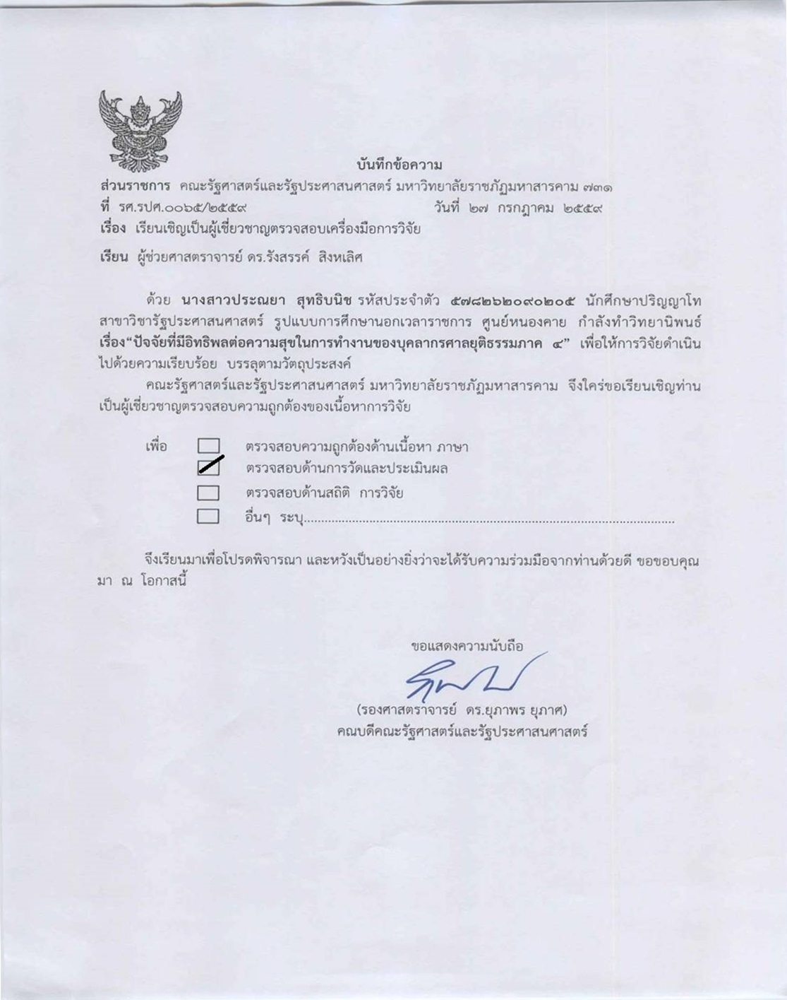 บันทึกข้อความ
ส่วนราชการ คณะรัฐศาสตร์และรัฐประศาสนศาสตร์ มหาวิทยาลัยราชภัฏมหาสารคาม ๗๓๑
ที่ รศ.รปศ.๐๐๖๕/๒๕๕๙ วันที่ ๒๗ กรกฎาคม ๒๕๕๙
เรื่อง เรียนเชิญเป็นผู้เชี่ยวชาญตรวจสอบเครื่องมือการวิจัย
เรียน ผู้ช่วยศาสตราจารย์ ดร.รังสรรค์ สิงหเลิศ
ด้วย นางสาวประณยา สุทธิบนิช รหัสประจำตัว ๕๗๘๒๖๒๐๙๐๒๐๕ นักศึกษาปริญญาโท
สาขาวิชารัฐประศาสนศาสตร์ รูปแบบการศึกษานอกเวลาราชการ ศูนย์หนองคาย กำลังทำวิทยานิพนธ์
เรื่อง“ปัจจัยที่มีอิทธิพลต่อความสุขในการทำงานของบุคลากรศาลยุติธรรมภาค ๔” เพื่อให้การวิจัยดำเนิน
ไปด้วยความเรียบร้อย บรรลุตามวัตถุประสงค์
คณะรัฐศาสตร์และรัฐประศาสนศาสตร์ มหาวิทยาลัยราชภัฏมหาสารคาม จึงใคร่ขอเรียนเชิญท่าน
เป็นผู้เชี่ยวชาญตรวจสอบความถูกต้องของเนื้อหาการวิจัย
เพื่อ ตรวจสอบความถูกต้องด้านเนื้อหา ภาษา
ตรวจสอบด้านการวัดและประเมินผล
ตรวจสอบด้านสถิติ การวิจัย
อื่นๆ ระบุ..........................................................................................................
จึงเรียนมาเพื่อโปรดพิจารณา และหวังเป็นอย่างยิ่งว่าจะได้รับความร่วมมือจากท่านด้วยดี ขอขอบคุณ
มา ณ โอกาสนี้
ขอแสดงความนับถือ
(รองศาสตราจารย์ ดร.ยุภาพร ยุภาศ)
คณบดีคณะรัฐศาสตร์และรัฐประศาสนศาสตร์